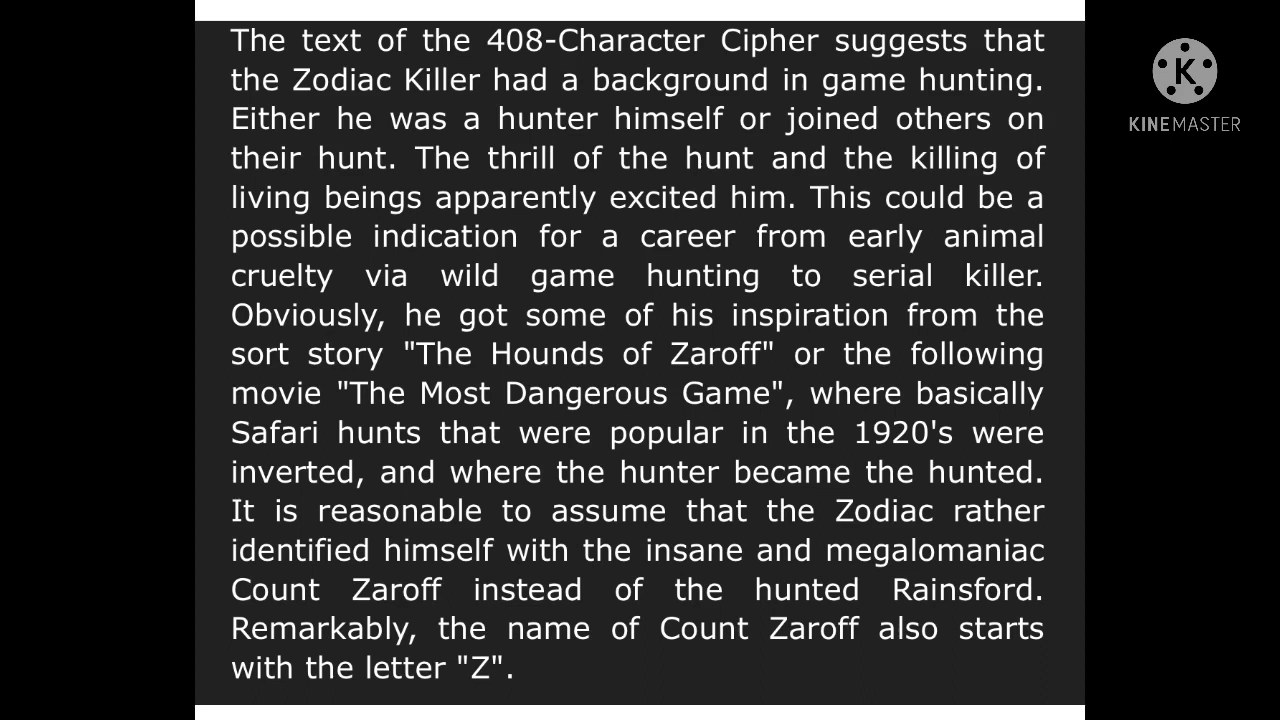 The text of the 408-Character Cipher suggests that
the Zodiac Killer had a background in game hunting.
Either he was a hunter himself or joined others on
their hunt. The thrill of the hunt and the killing of
living beings apparently excited him. This could be a
possible indication for a career from early animal
cruelty via wild game hunting to serial killer.
Obviously, he got some of his inspiration from the
sort story "The Hounds of Zaroff" or the following
movie "The Most Dangerous Game", where basically
Safari hunts that were popular in the 1920's were
inverted, and where the hunter became the hunted.
It is reasonable to assume that the Zodiac rather
identified himself with the insane and megalomaniac
Count Zaroff instead of the hunted Rainsford.
Remarkably, the name of Count Zaroff also starts
with the letter "Z".
K
KINEMASTER